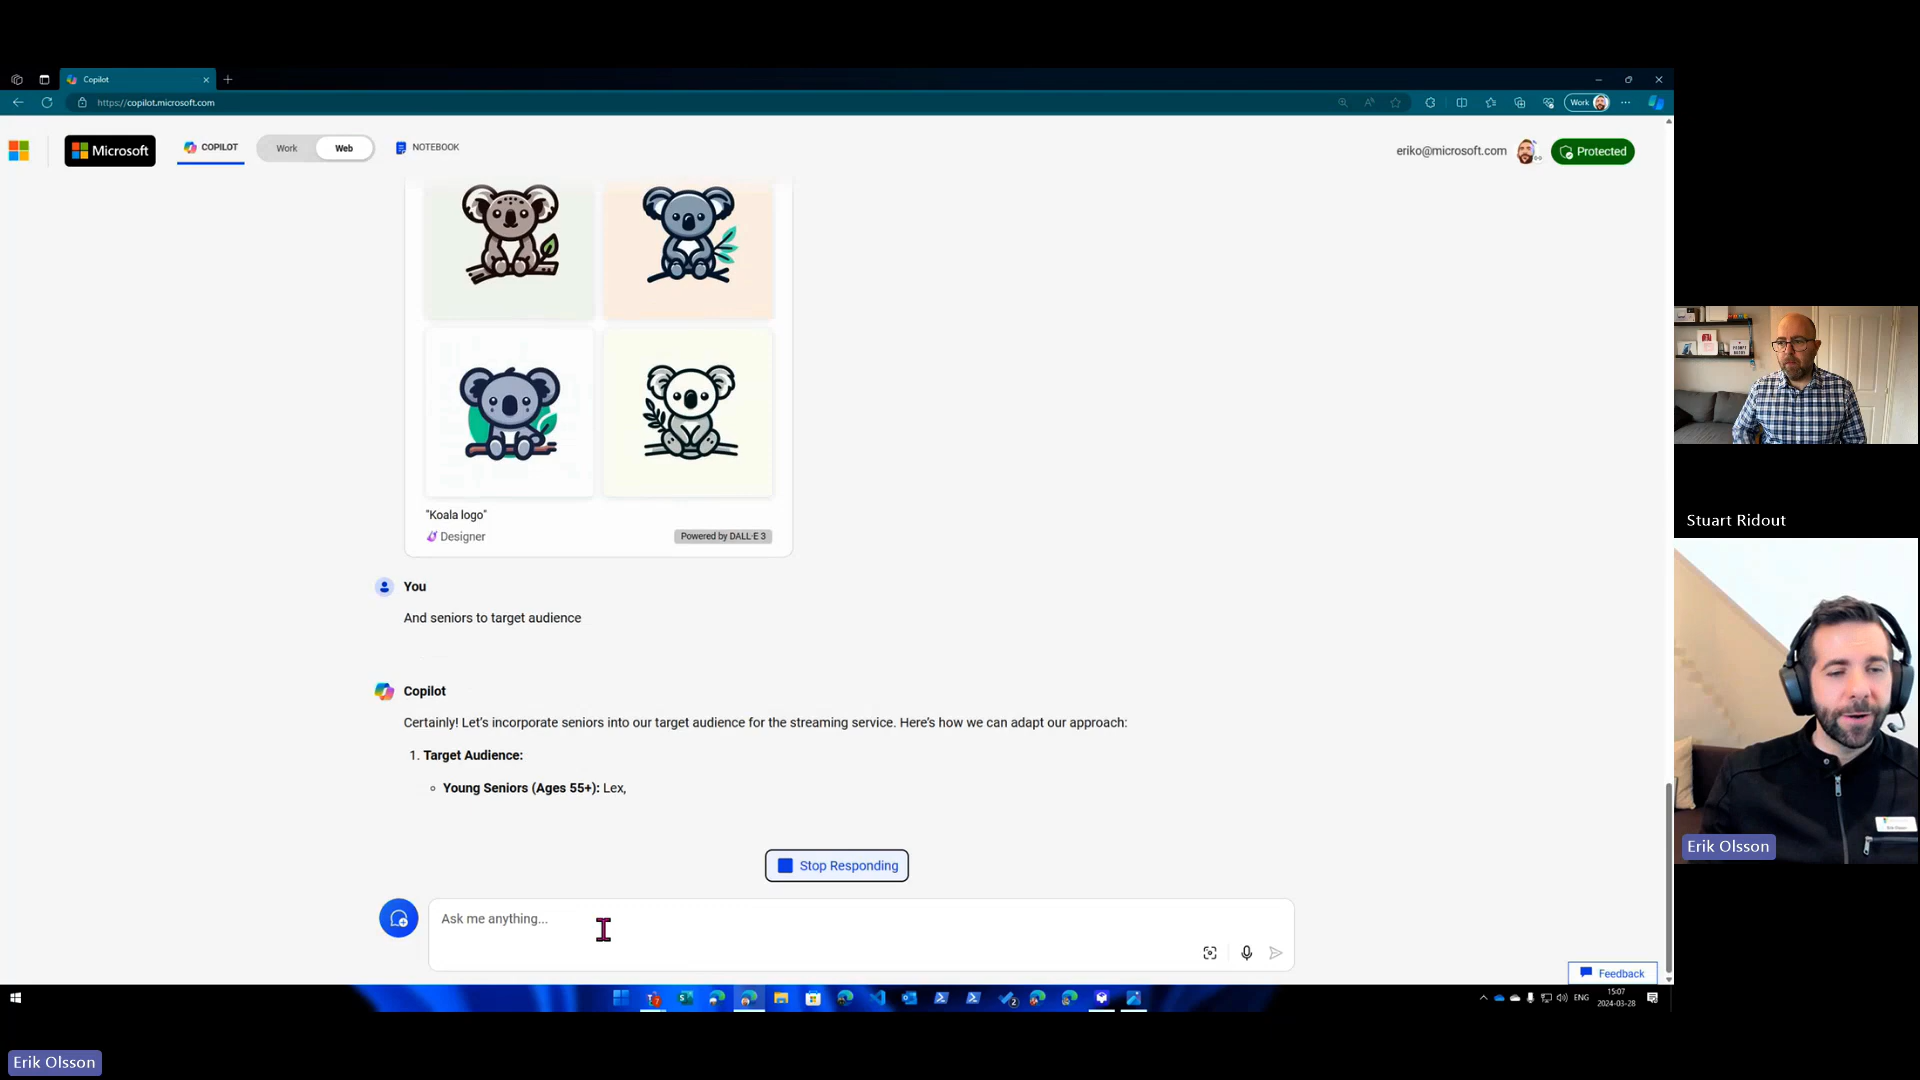 Copilot
https://copilot.microsoft.com
Work
Microsoft
COPILOT
Work
Web
NOTEBOOK
eriko@microsoft.com
Protected
"Koala logo"
Designer
Powered by DALL·E 3
You
And seniors to target audience
Copilot
Certainly! Let's incorporate seniors into our target audience for the streaming service. Here's how we can adapt our approach:
1. Target Audience:
Young Seniors (Ages 55+): Lex,
Stop Responding
Ask me anything...
Feedback
ENG
15:07
2024-03-28
Stuart Ridout
Erik Olsson
Erik Olsson